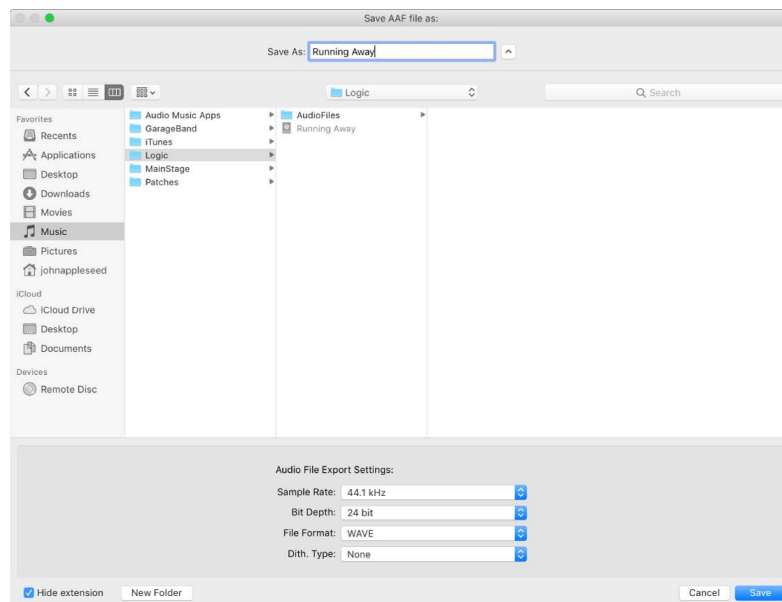 Save AAF file as:
Save As: Running Away
Logic
Search
Favorites
Recents
Applications
Desktop
Downloads
Movies
Music
Pictures
johnappleseed
iCloud
iCloud Drive
Desktop
Documents
Devices
Remote Disc
Audio Music Apps
GarageBand
iTunes
Logic
MainStage
Patches
AudioFiles
Running Away
Audio File Export Settings:
Sample Rate: 44.1 kHz
Bit Depth: 24 bit
File Format: WAVE
Dith. Type: None
Hide extension New Folder Cancel Save